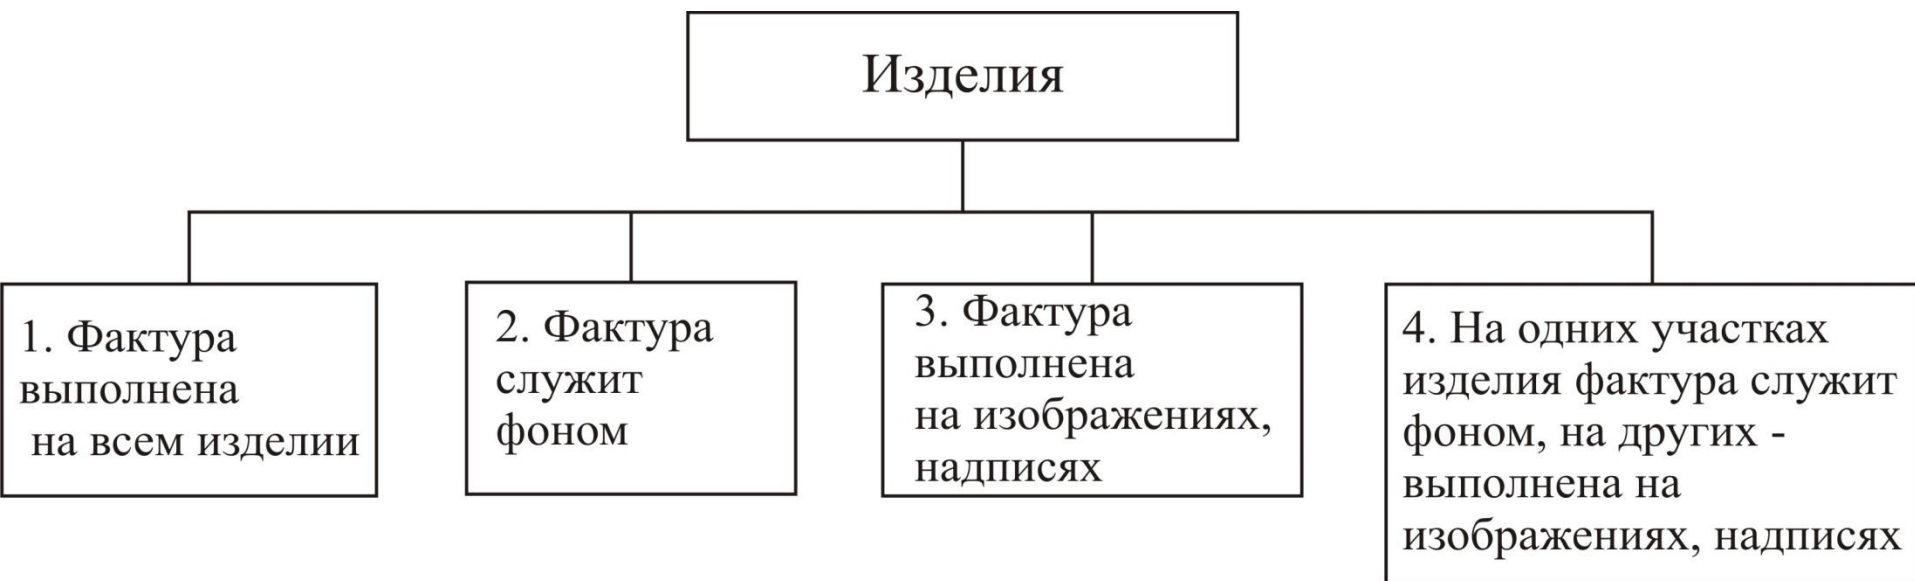 Изделия
1. Фактура
выполнена
на всем изделии
2. Фактура
служит
фоном
3. Фактура
выполнена
на изображениях,
надписях
4. На одних участках
изделия фактура служит
фоном, на других -
выполнена на
изображениях, надписях